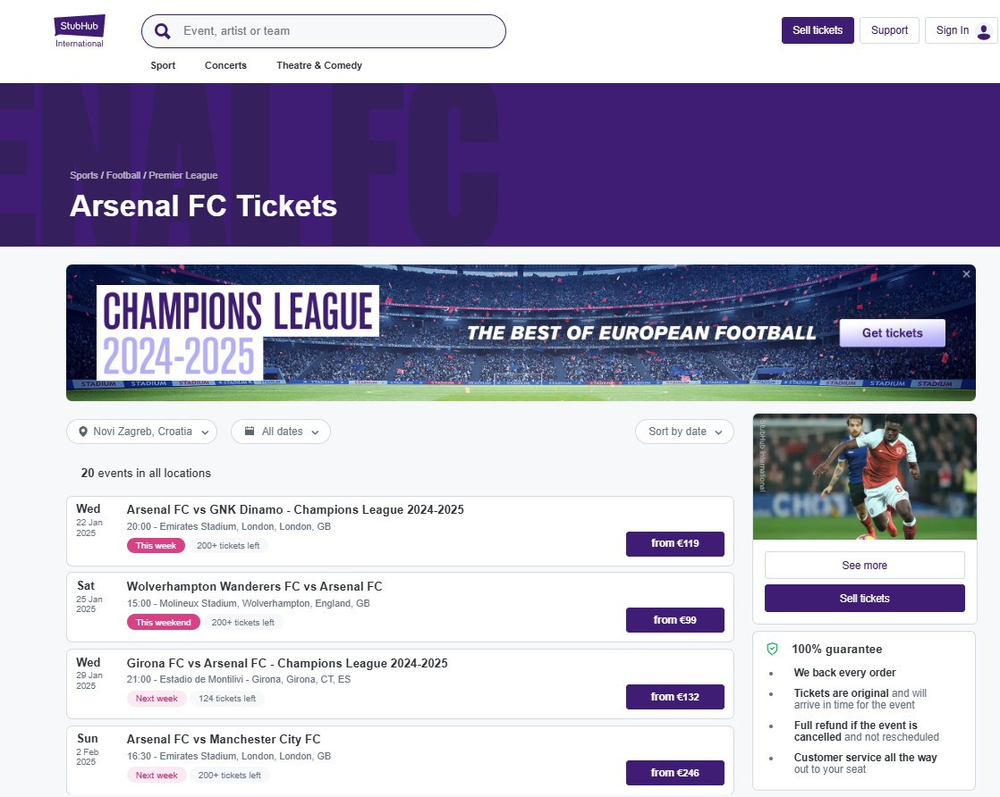 StubHub
International
Event, artist or team
Sell tickets
Support
Sign In
Sport
Concerts
Theatre & Comedy
ENAL FC
Sports / Football / Premier League
Arsenal FC Tickets
CHAMPIONS LEAGUE
2024-2025
THE BEST OF EUROPEAN FOOTBALL
Get tickets
STADIUM STADIUM STADIUM STADIUM STADIUM STADIUM
Novi Zagreb, Croatia
All dates
Sort by date
20 events in all locations
Wed
22 Jan
2025
Arsenal FC vs GNK Dinamo - Champions League 2024-2025
20:00 - Emirates Stadium, London, London, GB
This week
200+ tickets left
from €119
Sat
25 Jan
2025
Wolverhampton Wanderers FC vs Arsenal FC
15:00 - Molineux Stadium, Wolverhampton, England, GB
This weekend
200+ tickets left
from €99
Wed
29 Jan
2025
Girona FC vs Arsenal FC - Champions League 2024-2025
21:00 - Estadio de Montilivi - Girona, Girona, CT, ES
Next week
124 tickets left
from €132
Sun
2 Feb
2025
Arsenal FC vs Manchester City FC
16:30 - Emirates Stadium, London, London, GB
Next week
200+ tickets left
from €246
StubHub International
8
See more
Sell tickets
100% guarantee
• We back every order
• Tickets are original and will
arrive in time for the event
• Full refund if the event is
cancelled and not rescheduled
• Customer service all the way
out to your seat